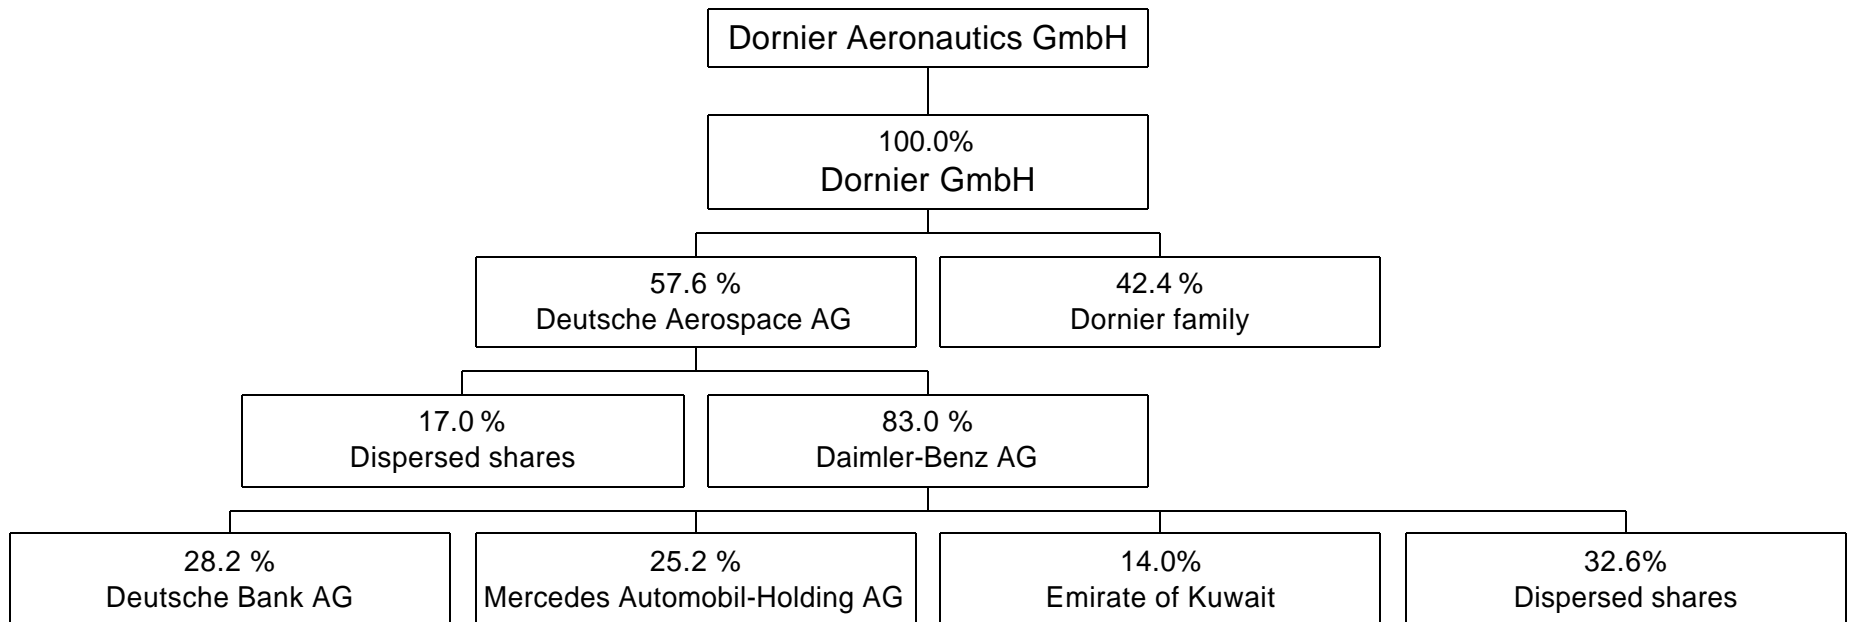 Dornier Aeronautics GmbH
100.0%
Dornier GmbH
57.6 %
Deutsche Aerospace AG
42.4 %
Dornier family
17.0 %
Dispersed shares
83.0 %
Daimler-Benz AG
28.2 %
Deutsche Bank AG
25.2 %
Mercedes Automobil-Holding AG
14.0%
Emirate of Kuwait
32.6%
Dispersed shares